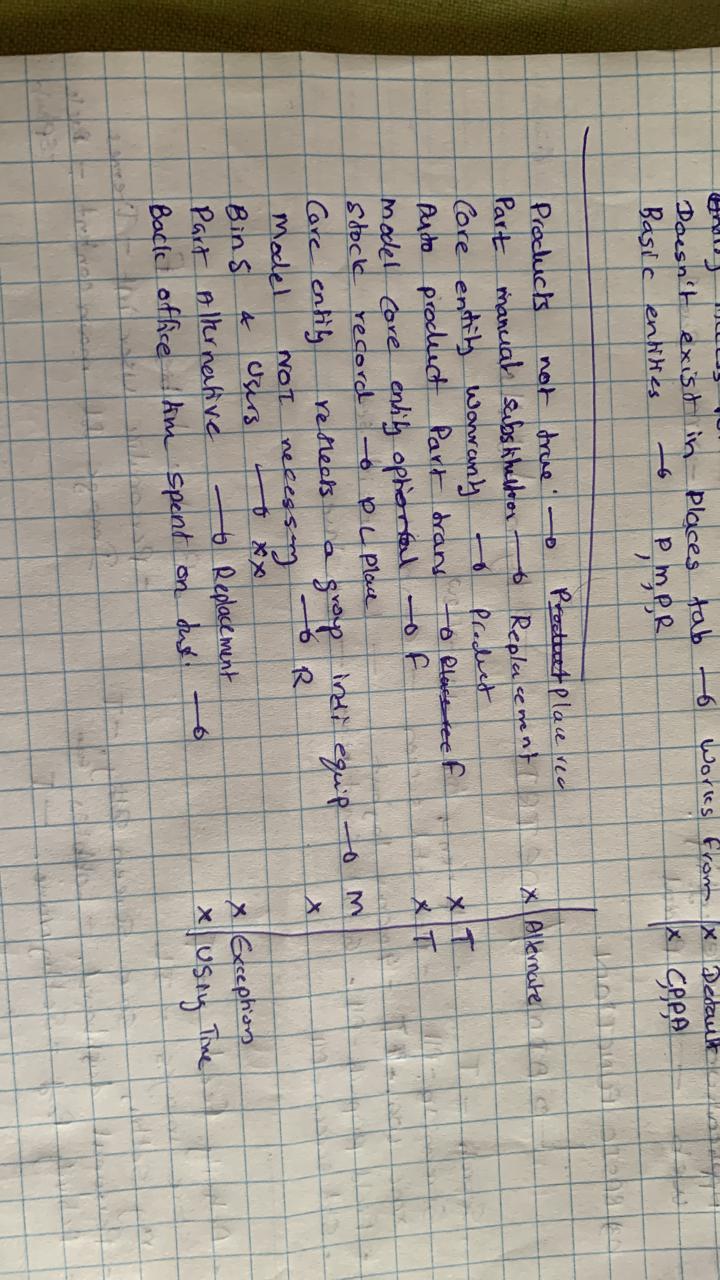 Doesn't exist in Places tab → Works from | x Default
Basic entities → P, M, P, R | x C,P,P,A
Products not true → Product Place rec
Part manual substitution → Replacement x | Alternate
Core entity warranty → Product
Auto product Part trans → Place rec F x | T
Model core entity optional → F x | T
Stock record → PL Place
Core entity reflects a group indi equip → M
Model NOT necessary → R x
Bin S & Users → xx
Part Alternative → Replacement x | Exception
Back office time spent on → x | Using Time